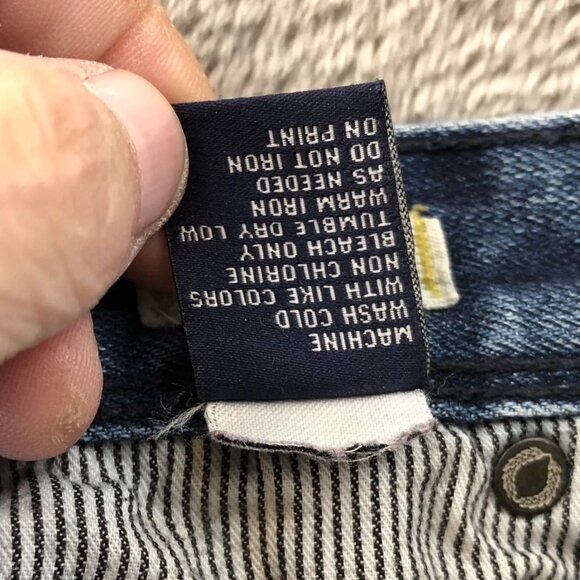 MACHINE
WASH COLD
WITH LIKE COLORS
NON CHLORINE
BLEACH ONLY
TUMBLE DRY LOW
WARM IRON
AS NEEDED
DO NOT IRON
ON PRINT